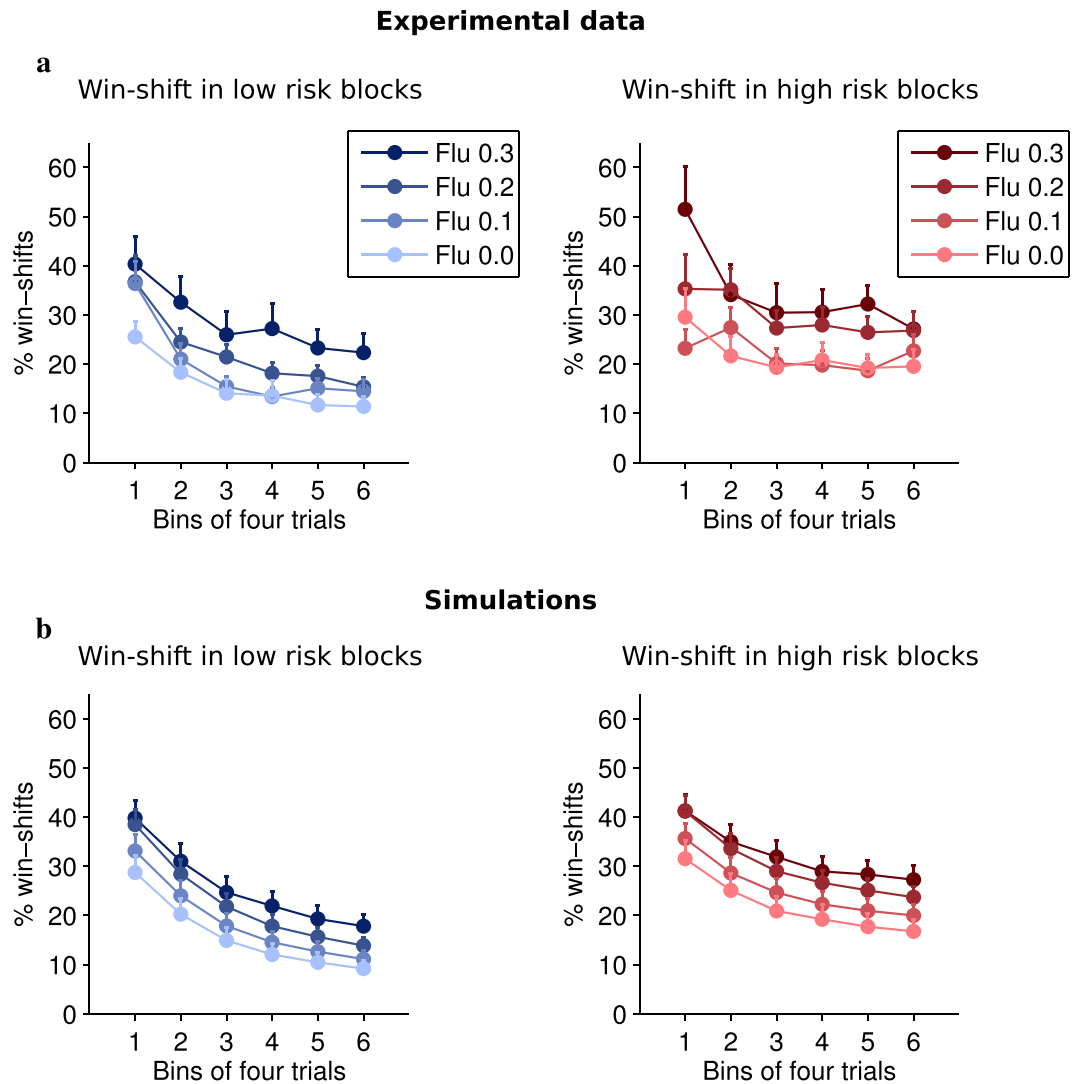 Experimental data
a
Win-shift in low risk blocks
Win-shift in high risk blocks
Flu 0.3
Flu 0.2
Flu 0.1
Flu 0.0
60
50
40
30
20
10
0
% win−shifts
1 2 3 4 5 6
Bins of four trials
Flu 0.3
Flu 0.2
Flu 0.1
Flu 0.0
60
50
40
30
20
10
0
% win−shifts
1 2 3 4 5 6
Bins of four trials
Simulations
b
Win-shift in low risk blocks
Win-shift in high risk blocks
60
50
40
30
20
10
0
% win−shifts
1 2 3 4 5 6
Bins of four trials
60
50
40
30
20
10
0
% win−shifts
1 2 3 4 5 6
Bins of four trials